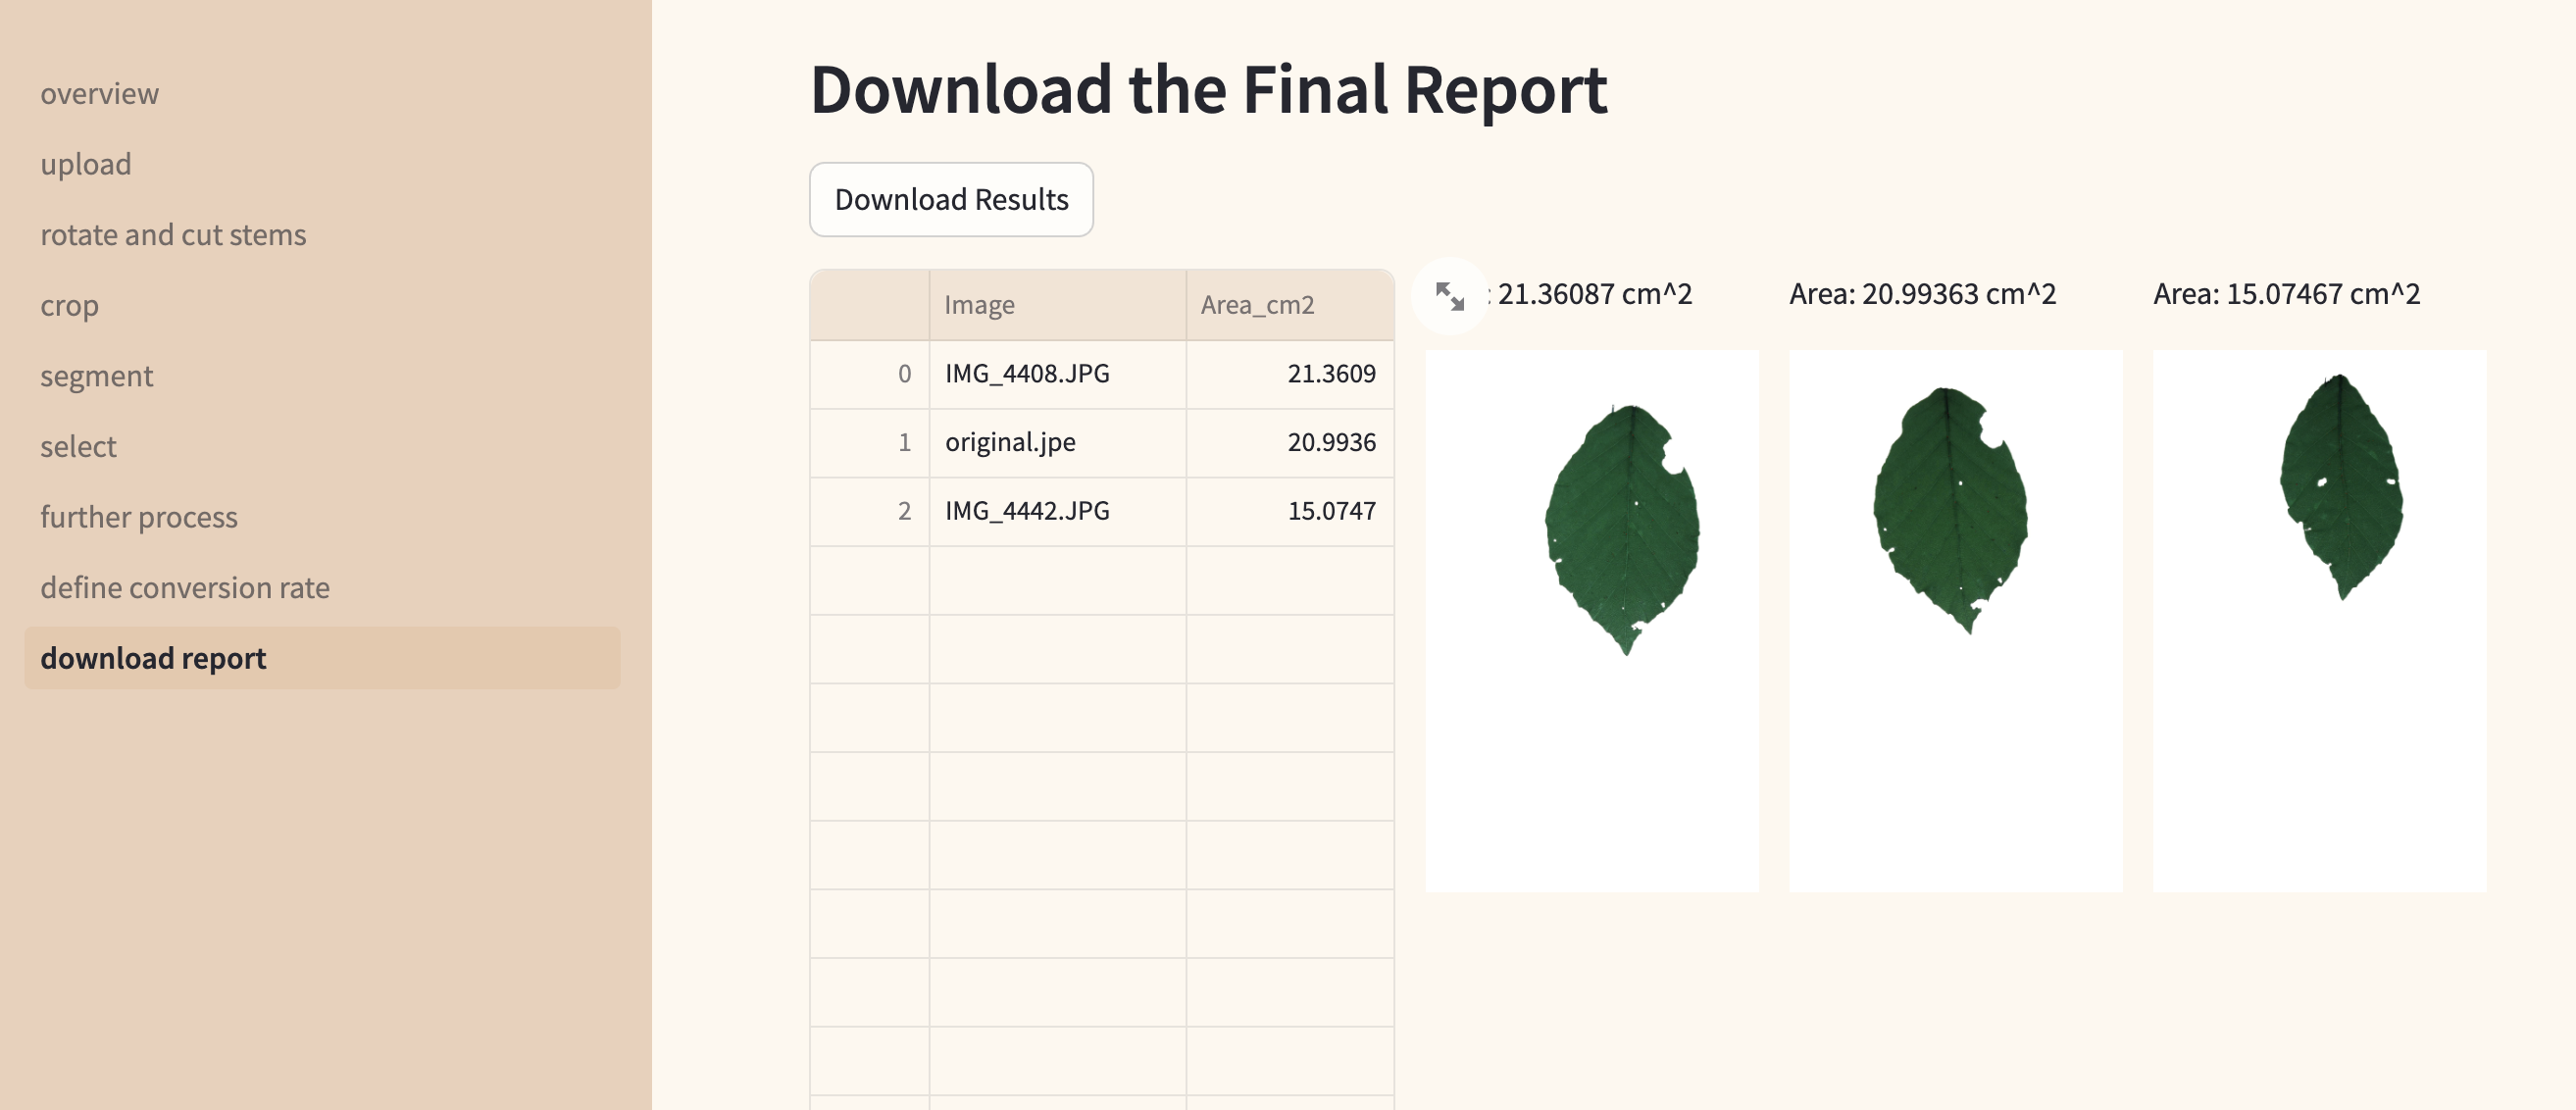 overview
upload
rotate and cut stems
crop
segment
select
further process
define conversion rate
download report
Download the Final Report
Download Results
Image Area_cm2
0 IMG_4408.JPG 21.3609
1 original.jpe 20.9936
2 IMG_4442.JPG 15.0747
: 21.36087 cm^2
Area: 20.99363 cm^2
Area: 15.07467 cm^2